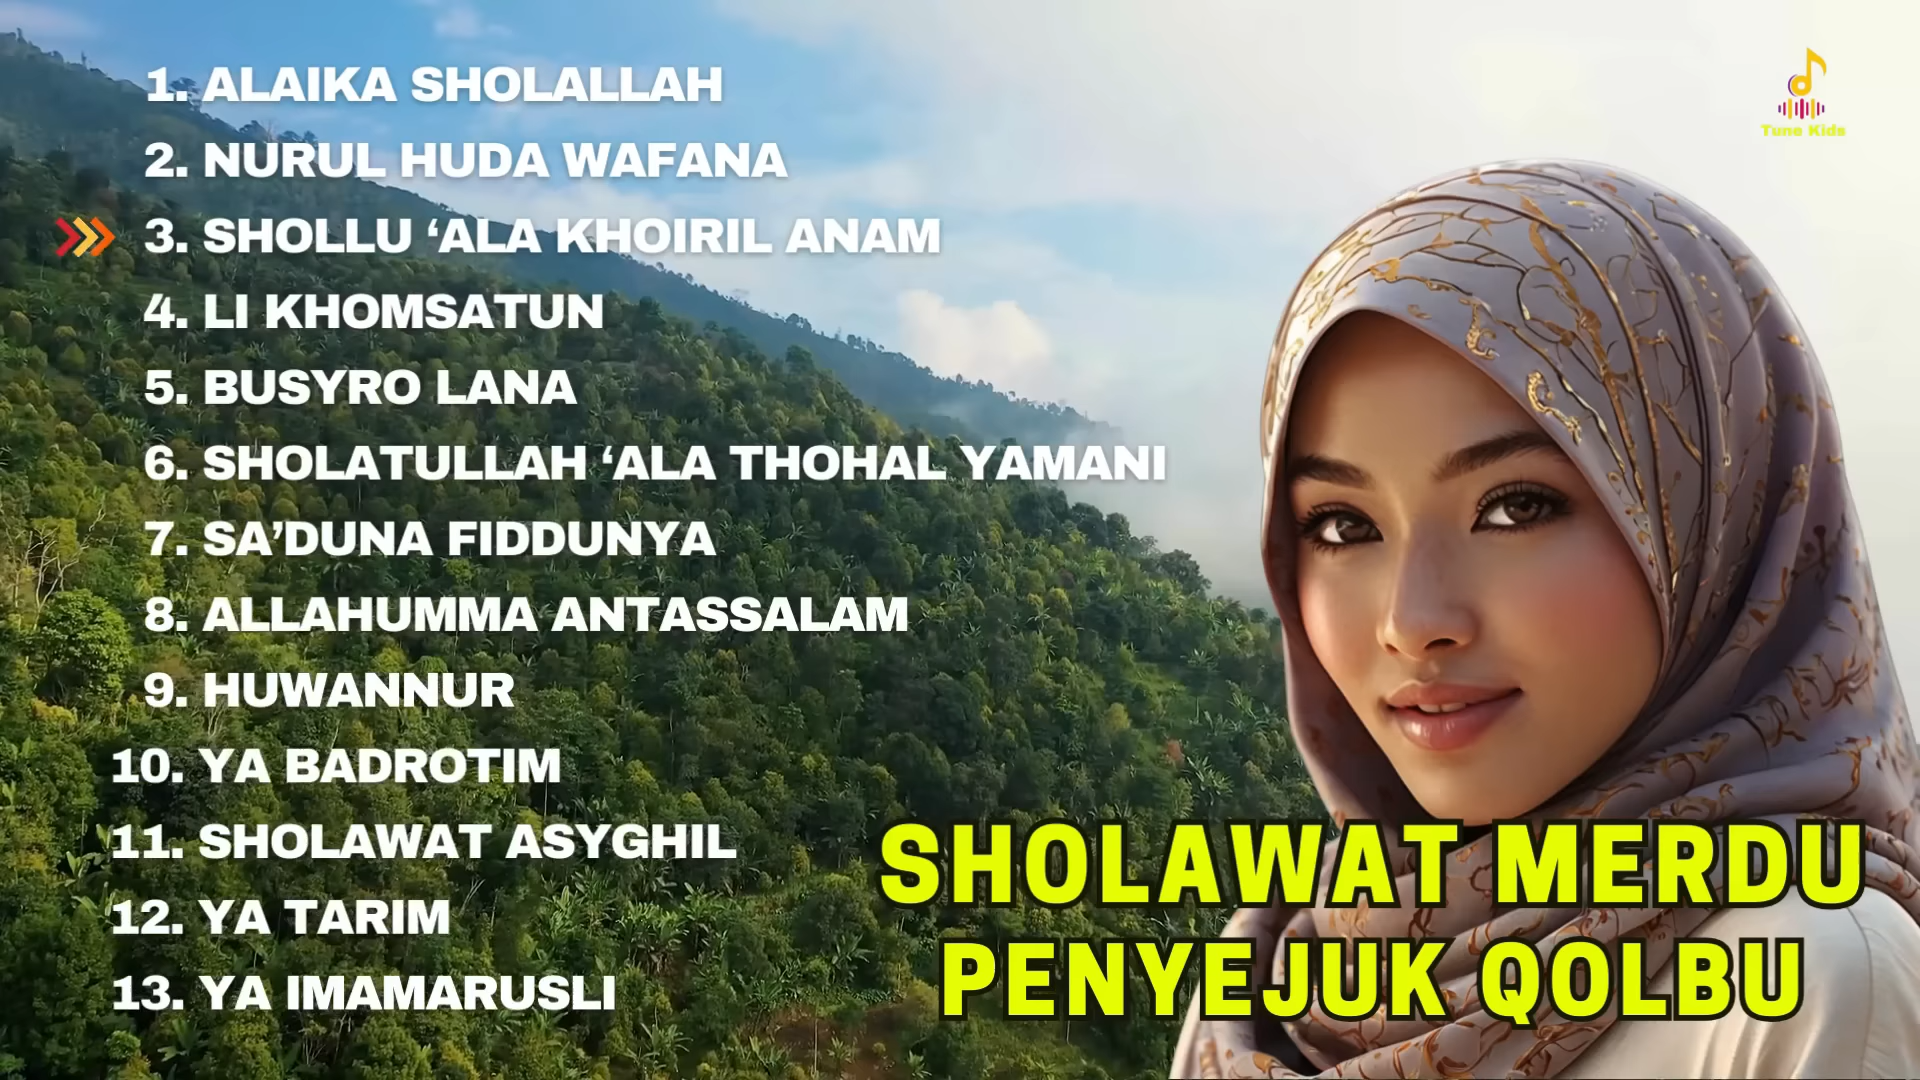 1. ALAIKA SHOLALLAH
2. NURUL HUDA WAFANA
3. SHOLLU ‘ALA KHOIRIL ANAM
4. LI KHOMSATUN
5. BUSYRO LANA
6. SHOLATULLAH ‘ALA THOHAL YAMANI
7. SA’DUNA FIDDUNYA
8. ALLAHUMMA ANTASSALAM
9. HUWANNUR
10. YA BADROTIM
11. SHOLAWAT ASYGHIL
12. YA TARIM
13. YA IMAMARUSLI
Tune Kids
SHOLAWAT MERDU
PENYEJUK QOLBU